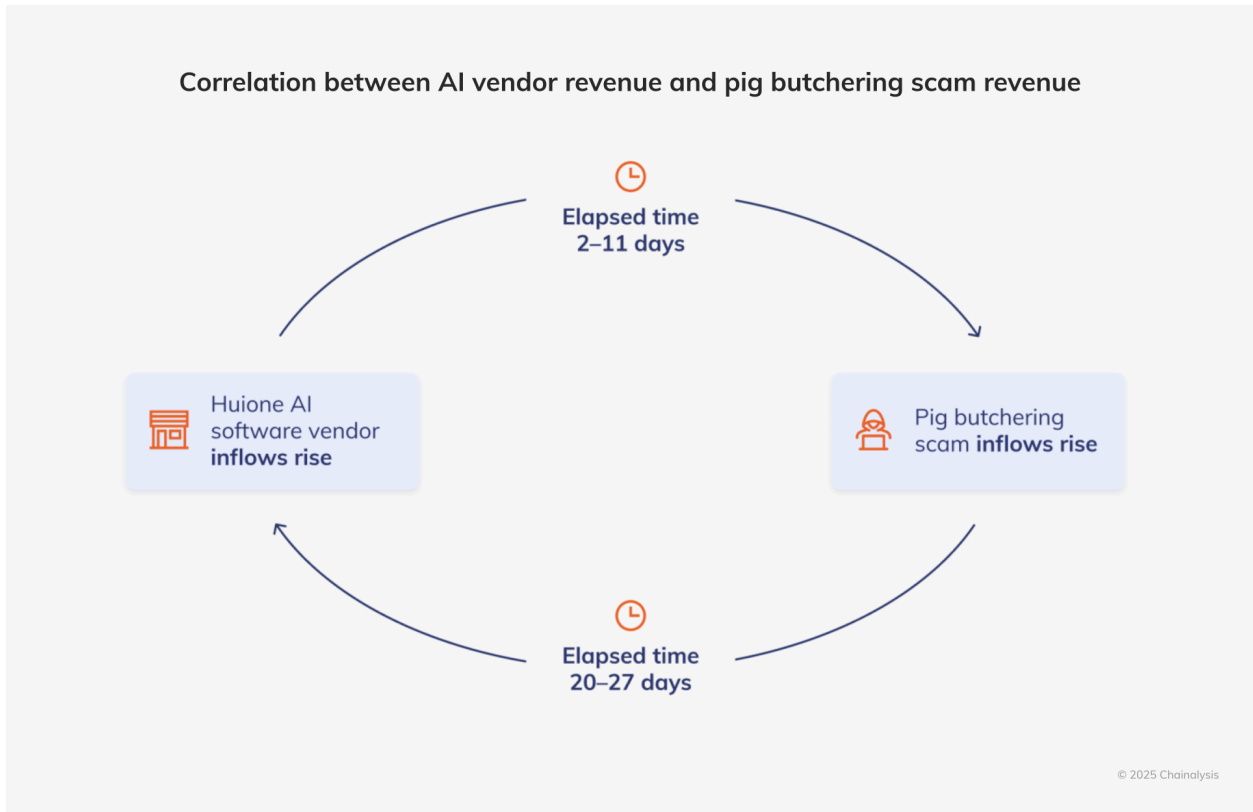 Correlation between AI vendor revenue and pig butchering scam revenue
Elapsed time
2–11 days
Huione AI
software vendor
inflows rise
Pig butchering
scam inflows rise
Elapsed time
20–27 days
© 2025 Chainalysis